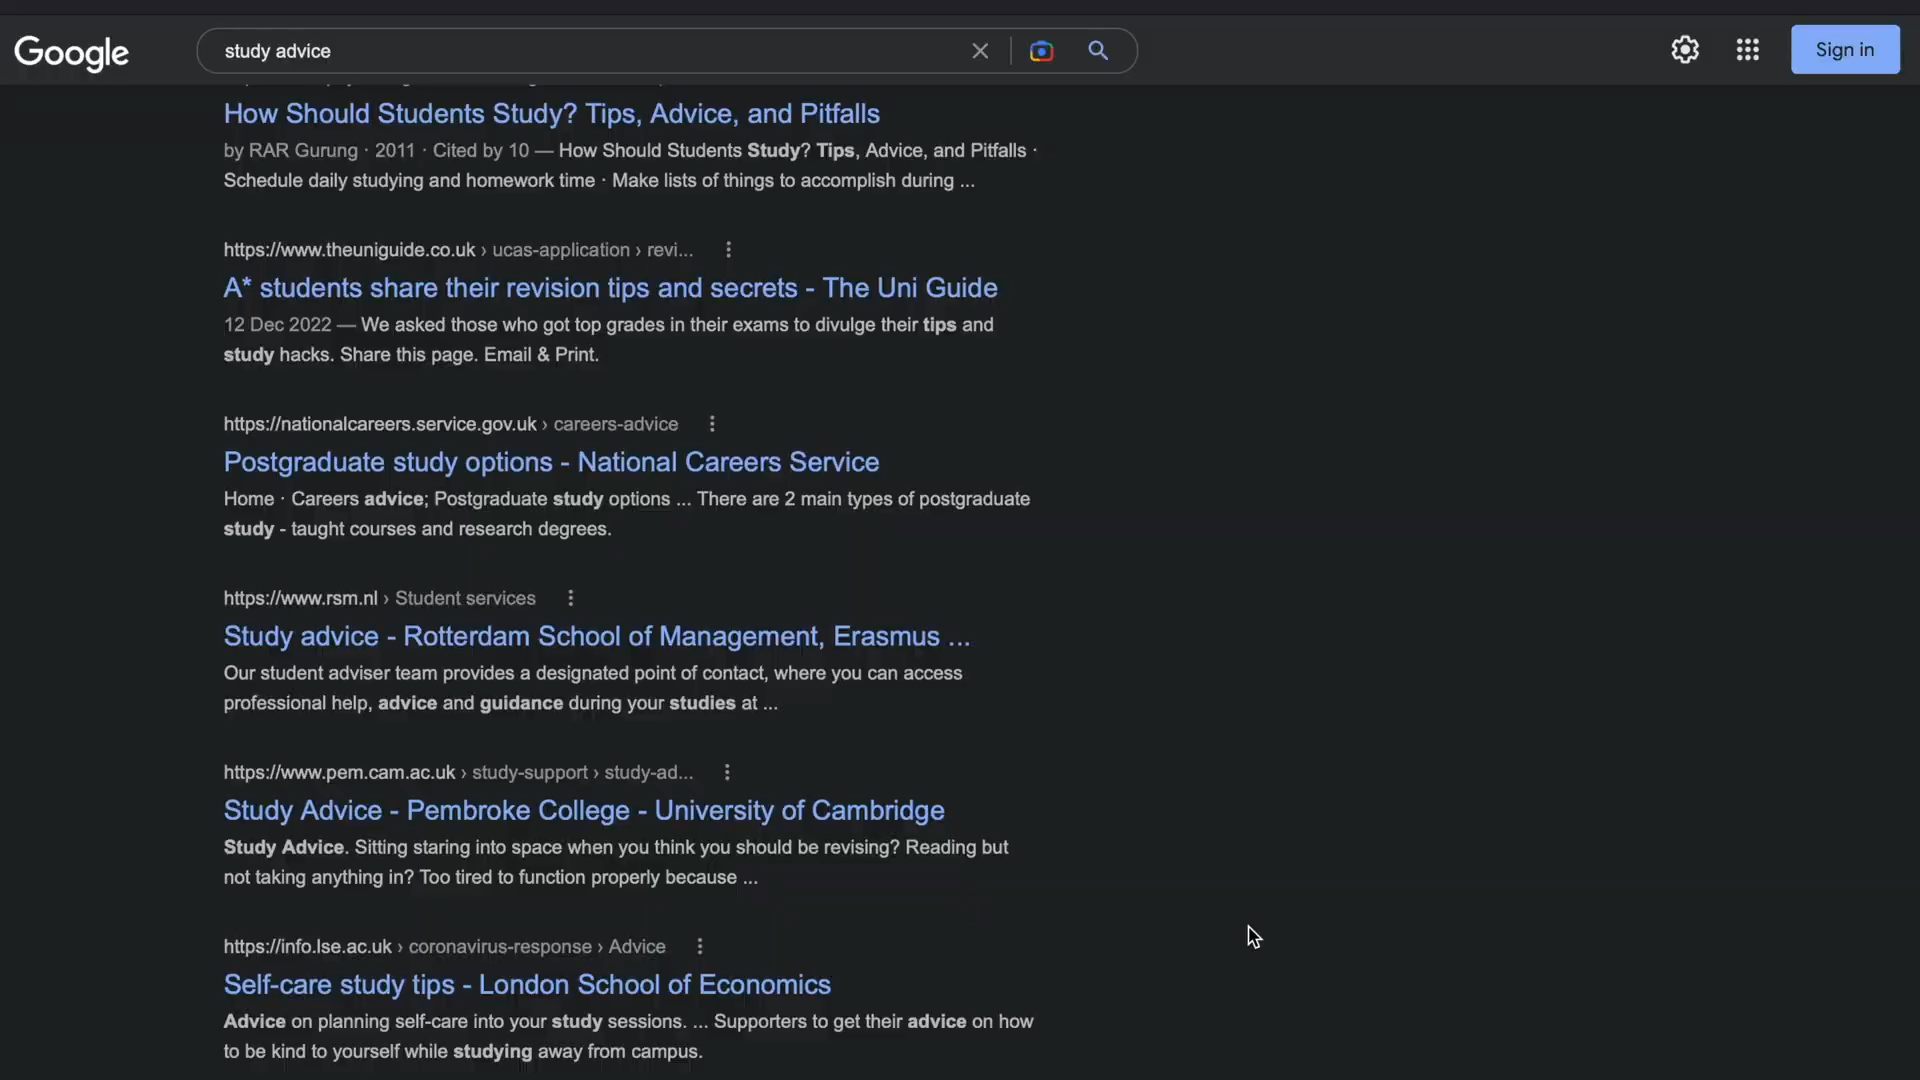 Google
study advice
Sign in
How Should Students Study? Tips, Advice, and Pitfalls
by RAR Gurung · 2011 · Cited by 10 — How Should Students Study? Tips, Advice, and Pitfalls ·
Schedule daily studying and homework time · Make lists of things to accomplish during ...
https://www.theuniguide.co.uk › ucas-application › revi...
A* students share their revision tips and secrets - The Uni Guide
12 Dec 2022 — We asked those who got top grades in their exams to divulge their tips and
study hacks. Share this page. Email & Print.
https://nationalcareers.service.gov.uk › careers-advice
Postgraduate study options - National Careers Service
Home · Careers advice; Postgraduate study options ... There are 2 main types of postgraduate
study - taught courses and research degrees.
https://www.rsm.nl › Student services
Study advice - Rotterdam School of Management, Erasmus ...
Our student adviser team provides a designated point of contact, where you can access
professional help, advice and guidance during your studies at ...
https://www.pem.cam.ac.uk › study-support › study-ad...
Study Advice - Pembroke College - University of Cambridge
Study Advice. Sitting staring into space when you think you should be revising? Reading but
not taking anything in? Too tired to function properly because ...
https://info.lse.ac.uk › coronavirus-response › Advice
Self-care study tips - London School of Economics
Advice on planning self-care into your study sessions. ... Supporters to get their advice on how
to be kind to yourself while studying away from campus.